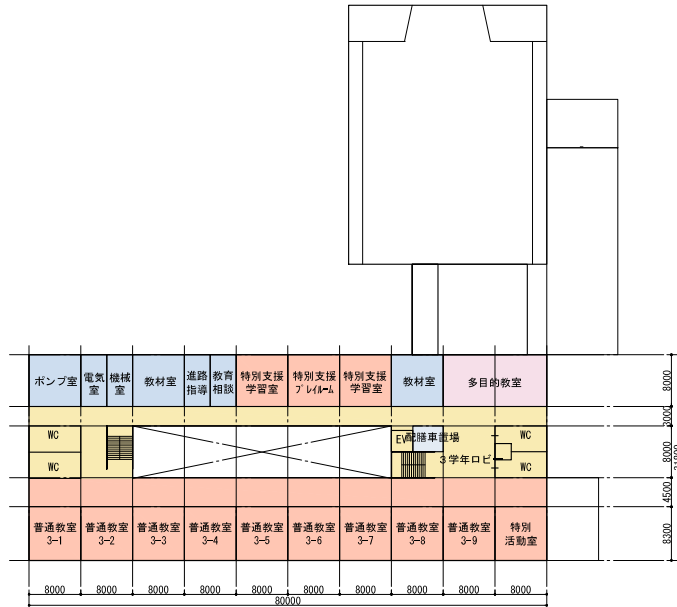 ポンプ室
電気
室
機械
室
教材室
進路
指導
教育
相談
特別支援
学習室
特別支援
プレイルーム
特別支援
学習室
教材室
多目的教室
8000
3000
WC
WC
EV
配膳車置場
3学年ロビ
WC
WC
8000
4500
普通教室
3-1
普通教室
3-2
普通教室
3-3
普通教室
3-4
普通教室
3-5
普通教室
3-6
普通教室
3-7
普通教室
3-8
普通教室
3-9
特別
活動室
8300
8000
8000
8000
8000
8000
8000
8000
8000
8000
8000
80000